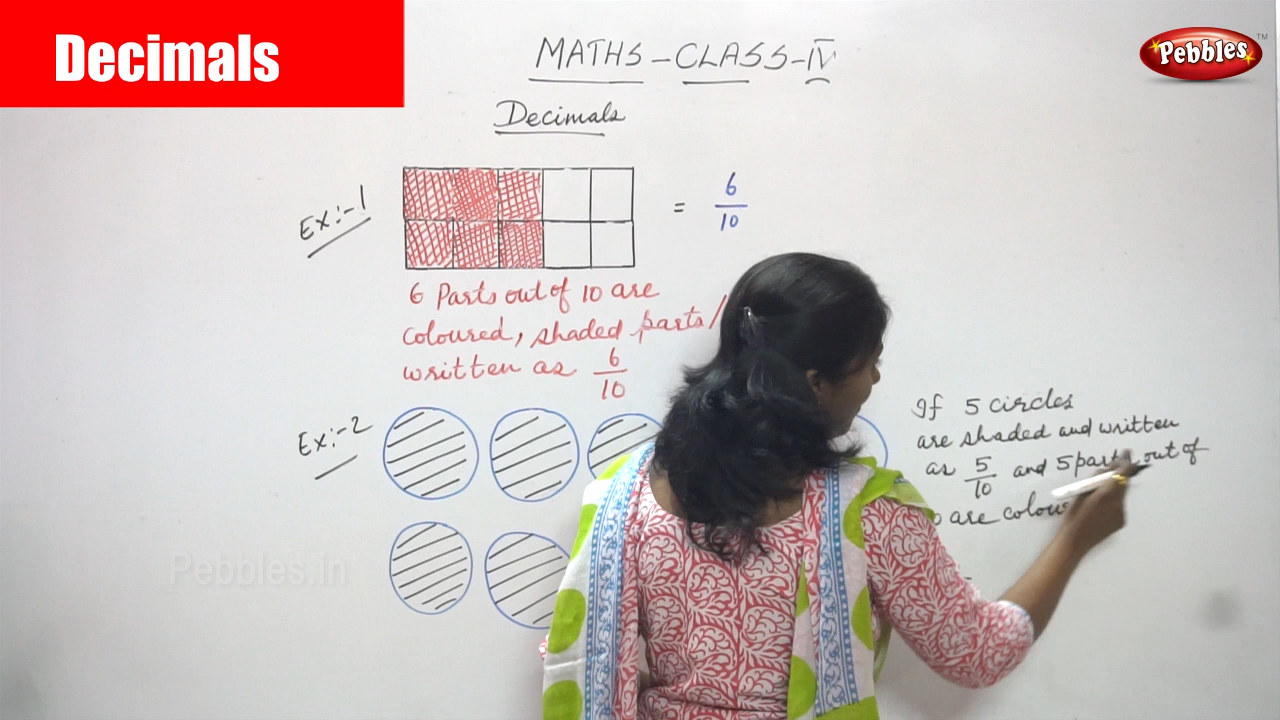 Decimals
Pebbles TM
MATHS - CLASS - IV
Decimals
Ex:-1
= 6/10
6 Parts out of 10 are
coloured, shaded parts/
written as 6/10
Ex:-2
If 5 circles
are shaded and written
as 5/10 and 5 parts out of
are
Pebbles.in